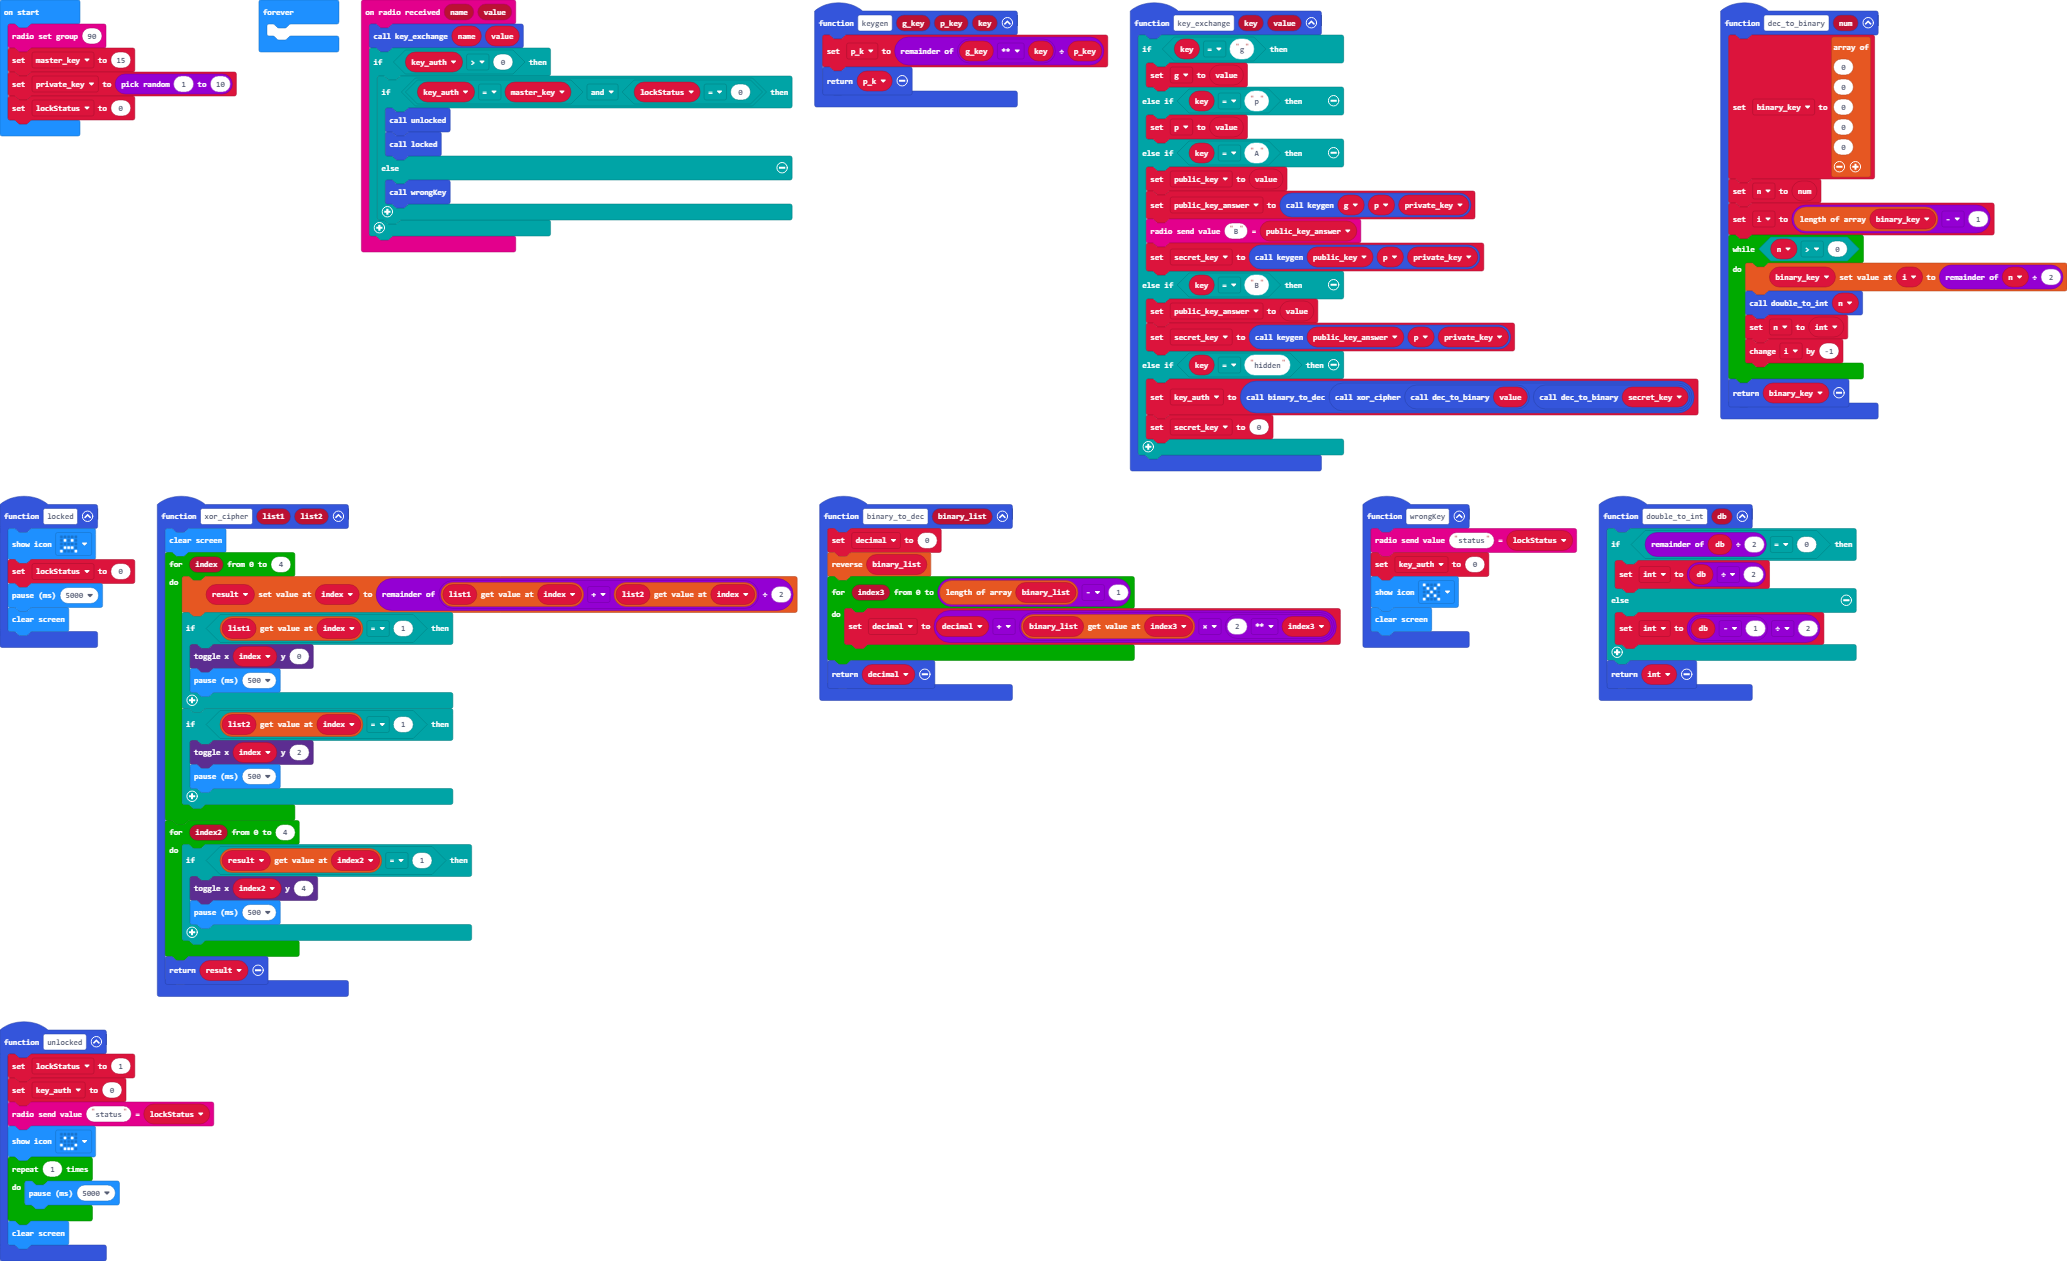 on start
radio set group 90
set master_key to 15
set private_key to pick random 1 to 10
set lockStatus to 0
forever
on radio received name value
call key_exchange name value
if key_auth > 0 then
if key_auth = master_key and lockStatus = 0 then
call unlocked
call locked
else
call wrongKey
function keygen g_key p_key key
set p_k to remainder of g_key ** key ÷ p_key
return p_k
function key_exchange key value
if key = "g" then
set g to value
else if key = "p" then
set p to value
else if key = "A" then
set public_key to value
set public_key_answer to call keygen g p private_key
radio send value "B" = public_key_answer
set secret_key to call keygen public_key p private_key
else if key = "B" then
set public_key_answer to value
set secret_key to call keygen public_key_answer p private_key
else if key = "hidden" then
set key_auth to call binary_to_dec call xor_cipher call dec_to_binary value call dec_to_binary secret_key
set secret_key to 0
function dec_to_binary num
set binary_key to array of
0
0
0
0
0
set n to num
set i to length of array binary_key - 1
while n > 0
do
binary_key set value at i to remainder of n ÷ 2
call double_to_int n
set n to int
change i by -1
return binary_key
function locked
show icon
set lockStatus to 0
pause (ms) 5000
clear screen
function xor_cipher list1 list2
clear screen
for index from 0 to 4
do
result set value at index to remainder of list1 get value at index + list2 get value at index ÷ 2
if list1 get value at index = 1 then
toggle x index y 0
pause (ms) 500
if list2 get value at index = 1 then
toggle x index y 2
pause (ms) 500
for index2 from 0 to 4
do
if result get value at index2 = 1 then
toggle x index2 y 4
pause (ms) 500
return result
function binary_to_dec binary_list
set decimal to 0
reverse binary_list
for index3 from 0 to length of array binary_list - 1
do
set decimal to decimal + binary_list get value at index3 × 2 ** index3
return decimal
function wrongKey
radio send value "status" = lockStatus
set key_auth to 0
show icon
clear screen
function double_to_int db
if remainder of db ÷ 2 = 0 then
set int to db ÷ 2
else
set int to db - 1 ÷ 2
return int
function unlocked
set lockStatus to 1
set key_auth to 0
radio send value "status" = lockStatus
show icon
repeat 1 times
do
pause (ms) 5000
clear screen